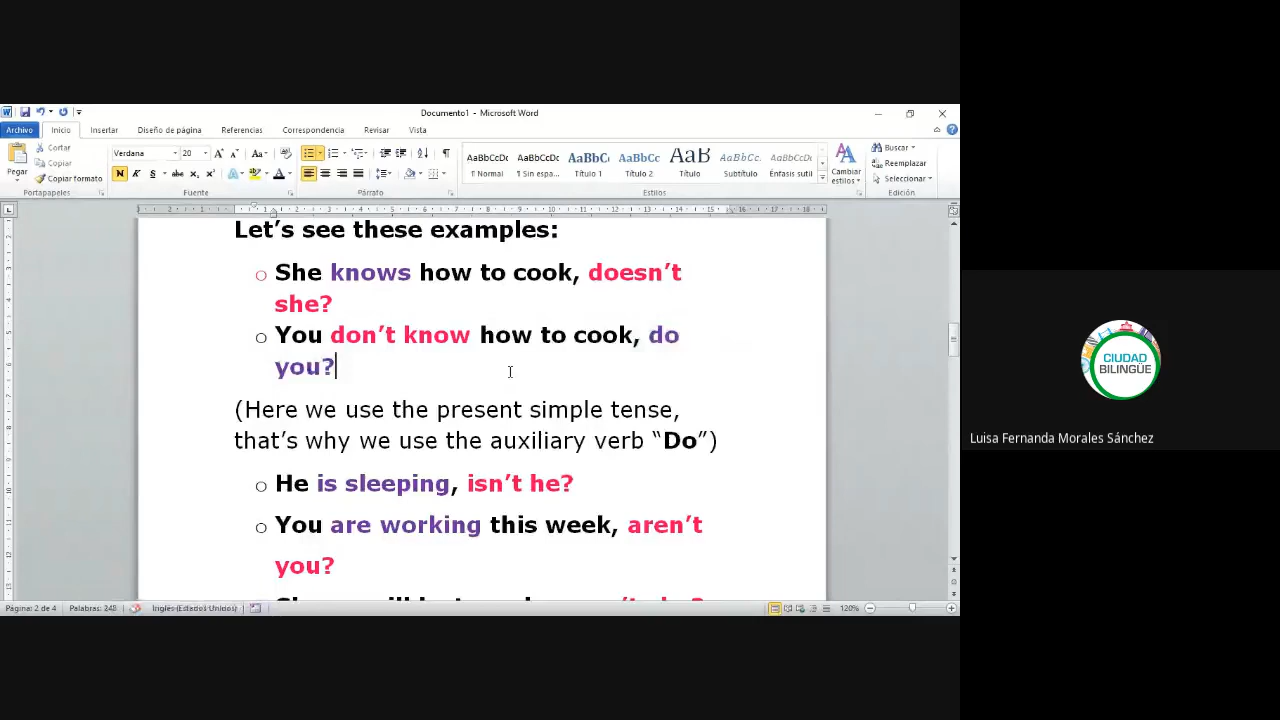 Documento1 - Microsoft Word
Archivo Inicio Insertar Diseño de página Referencias Correspondencia Revisar Vista
Cortar
Copiar
Copiar formato
Pegar
Portapapeles
Verdana 20
Fuente
Párrafo
AaBbCcDc AaBbCcDc AaBbC AaBbCc AaB AaBbCc. AaBbCcDc
¶ Normal ¶ Sin espa... Título 1 Título 2 Título Subtítulo Énfasis sutil
Estilos
Cambiar estilos
Buscar
Reemplazar
Seleccionar
Edición
Let’s see these examples:
She knows how to cook, doesn’t
she?
You don’t know how to cook, do
you?
(Here we use the present simple tense,
that’s why we use the auxiliary verb “Do”)
He is sleeping, isn’t he?
You are working this week, aren’t
you?
Página: 2 de 4 Palabras: 248 Inglés (Estados Unidos) 120%
CIUDAD
BILINGÜE
Luisa Fernanda Morales Sánchez